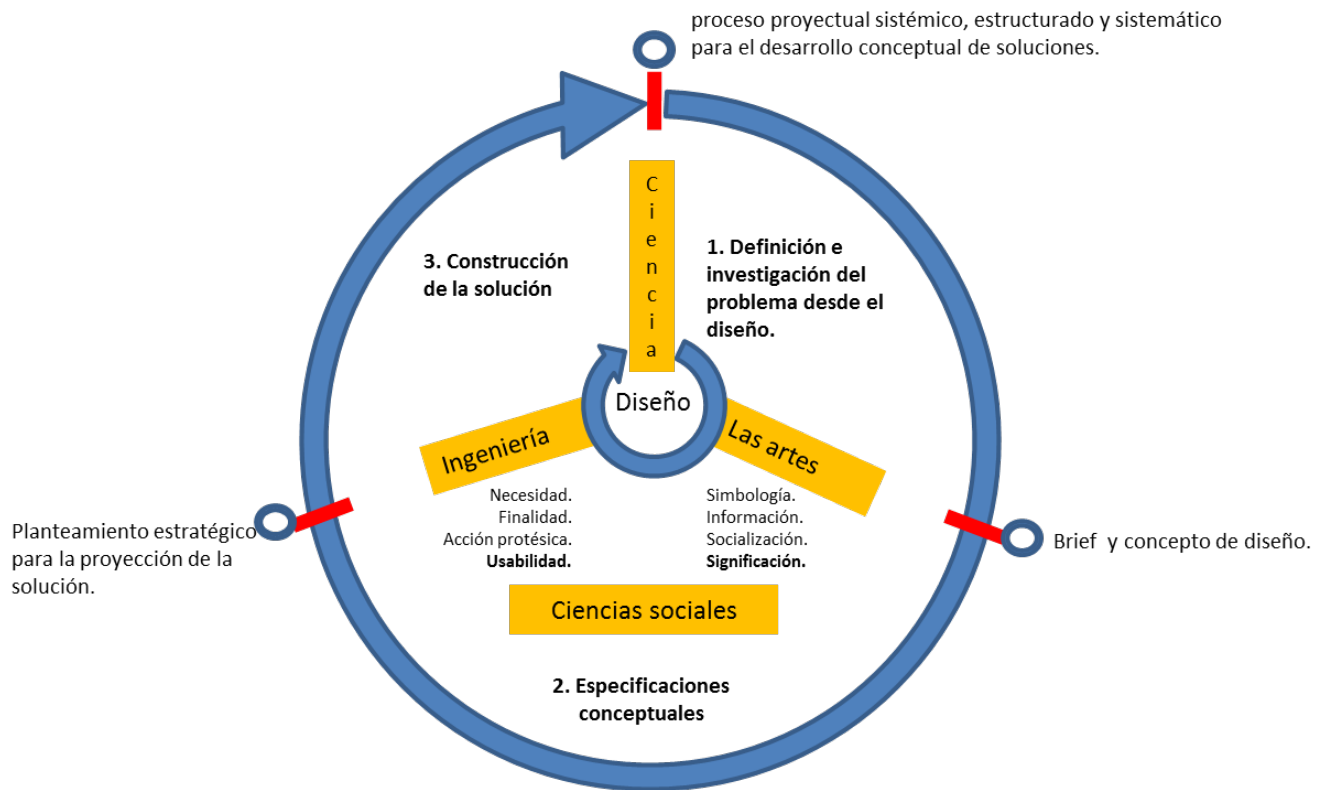 proceso proyectual sistémico, estructurado y sistemático
para el desarrollo conceptual de soluciones.
Ciencia
3. Construcción
de la solución
1. Definición e
investigación del
problema desde el
diseño.
Diseño
Ingeniería
Las artes
Necesidad.
Finalidad.
Acción protésica.
Usabilidad.
Simbología.
Información.
Socialización.
Significación.
Planteamiento estratégico
para la proyección de la
solución.
Brief y concepto de diseño.
Ciencias sociales
2. Especificaciones
conceptuales